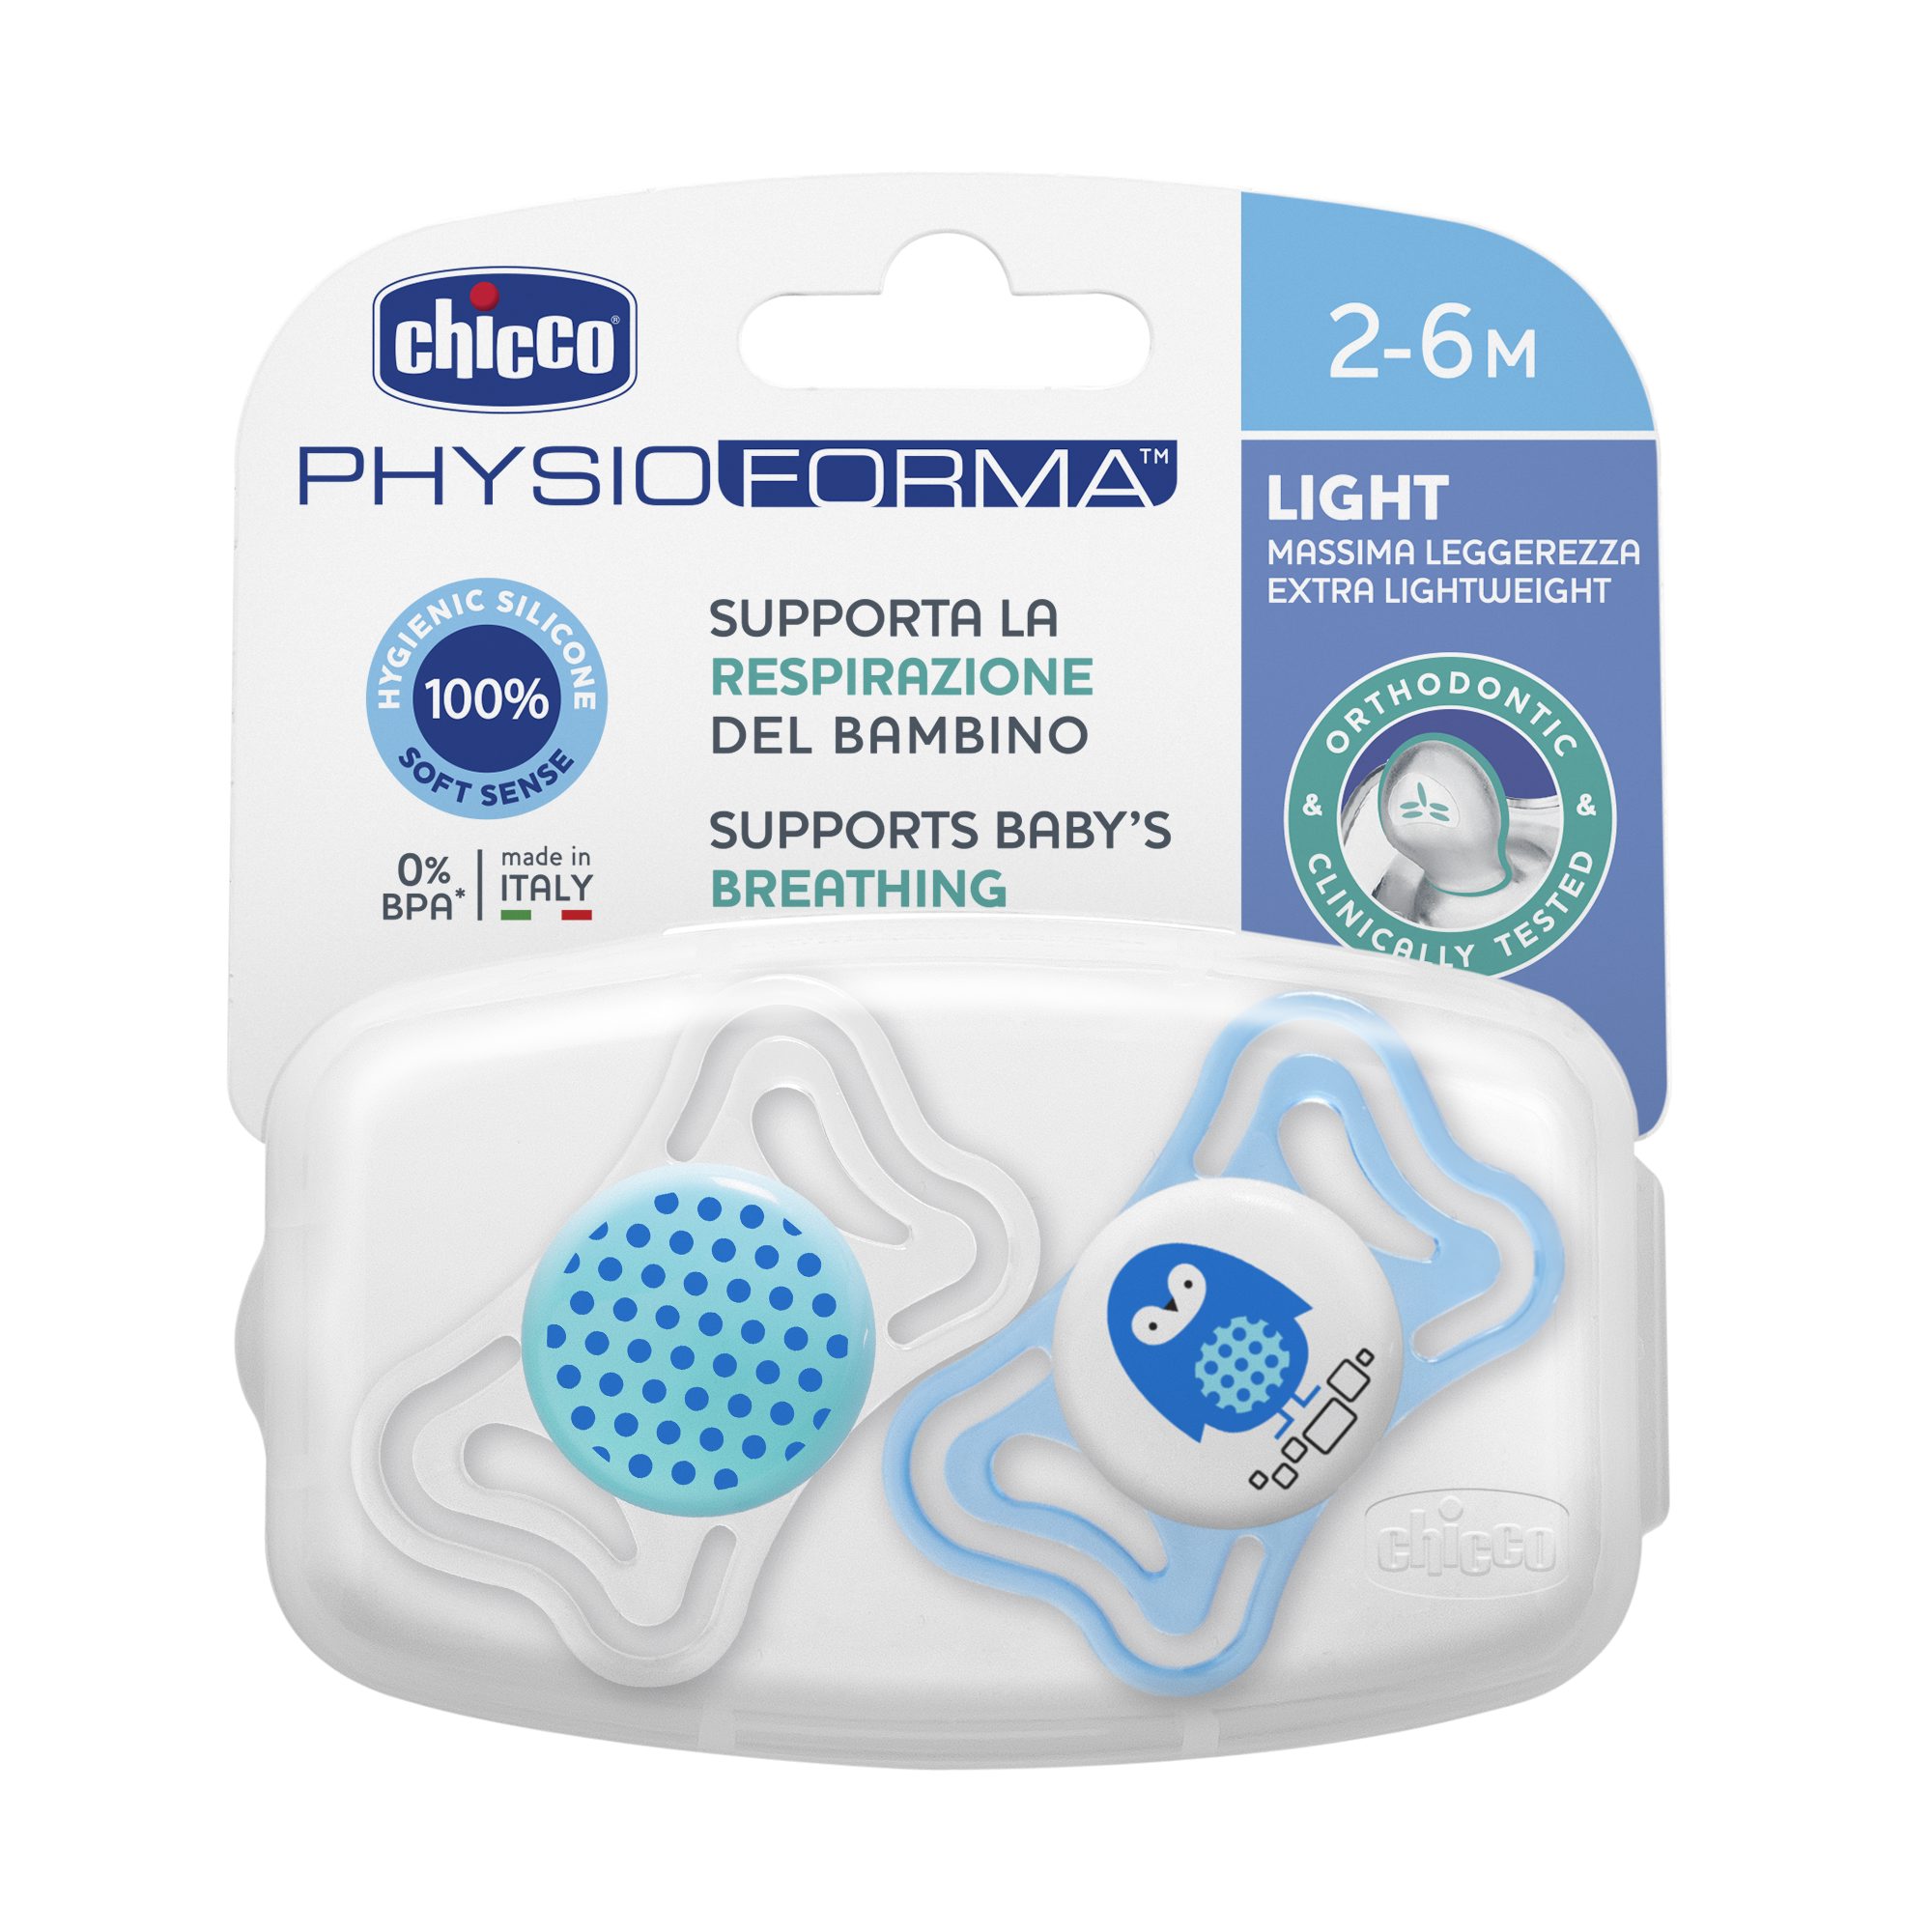 chicco®
PHYSIOFORMA™
2-6M
LIGHT
MASSIMA LEGGEREZZA
EXTRA LIGHTWEIGHT
HYGIENIC SILICONE
100%
SOFT SENSE
0%
BPA*
made in
ITALY
SUPPORTA LA
RESPIRAZIONE
DEL BAMBINO
SUPPORTS BABY'S
BREATHING
ORTHODONTIC
& CLINICALLY TESTED &
chicco